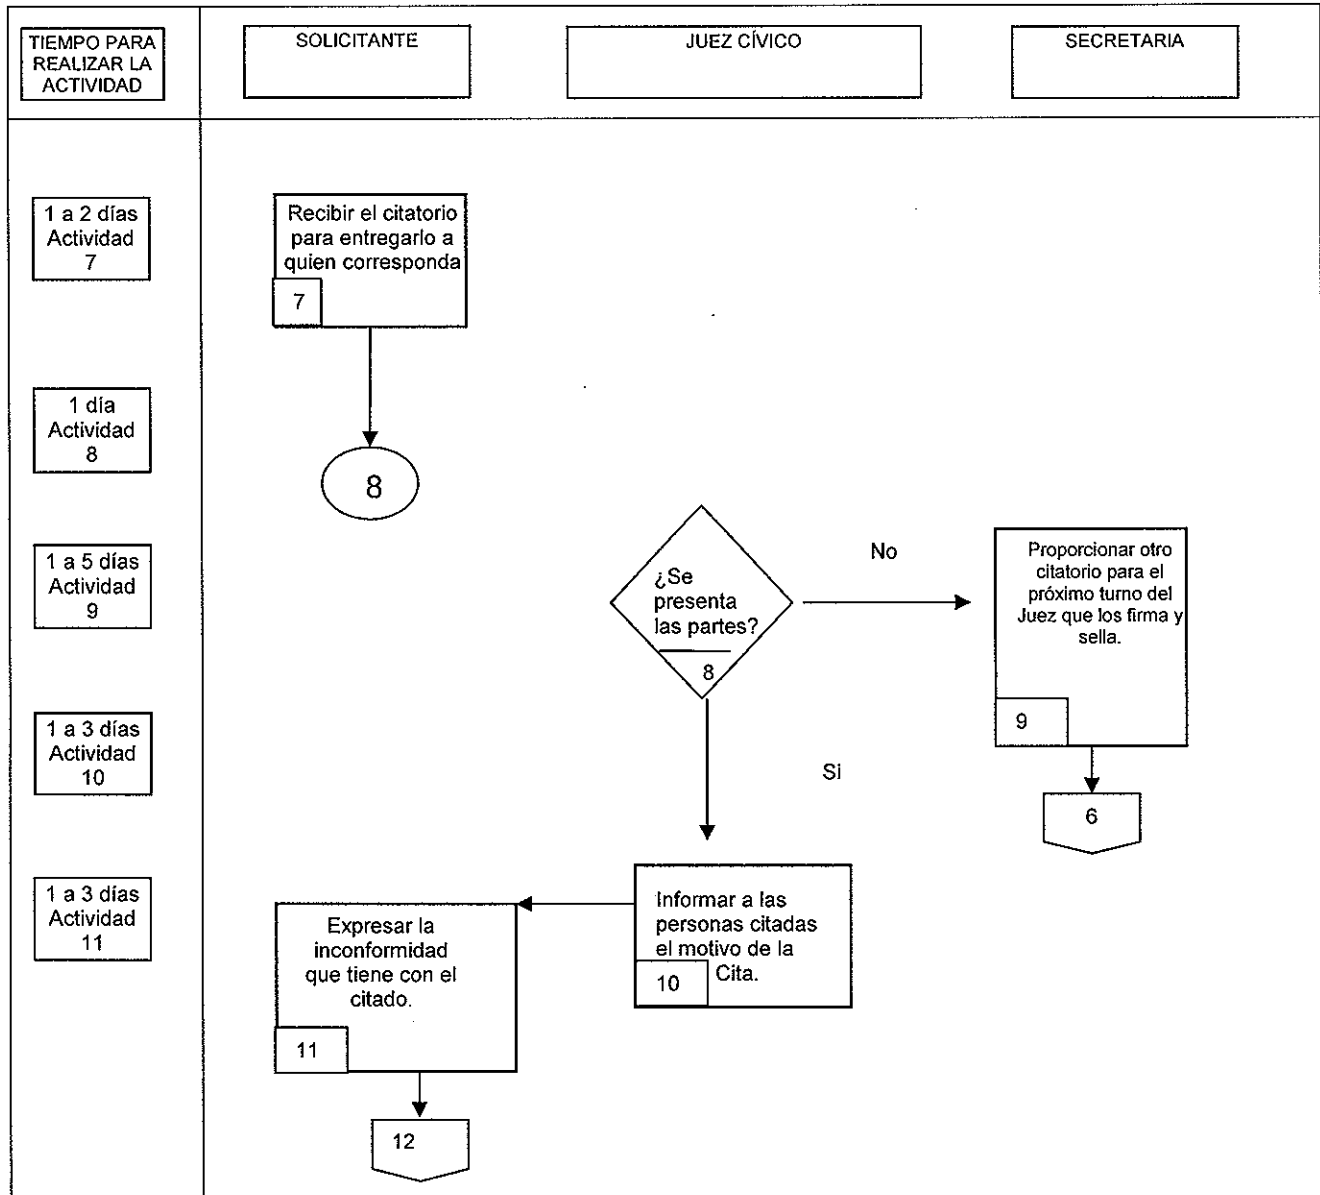 TIEMPO PARA
REALIZAR LA
ACTIVIDAD
SOLICITANTE
JUEZ CÍVICO
SECRETARIA
1 a 2 días
Actividad
7
Recibir el citatorio
para entregarlo a
quien corresponda
7
1 día
Actividad
8
8
1 a 5 días
Actividad
9
¿Se
presenta
las partes?
8
No
Proporcionar otro
citatorio para el
próximo turno del
Juez que los firma y
sella.
9
1 a 3 días
Actividad
10
Si
6
1 a 3 días
Actividad
11
Informar a las
personas citadas
el motivo de la
Cita.
10
Expresar la
inconformidad
que tiene con el
citado.
11
12